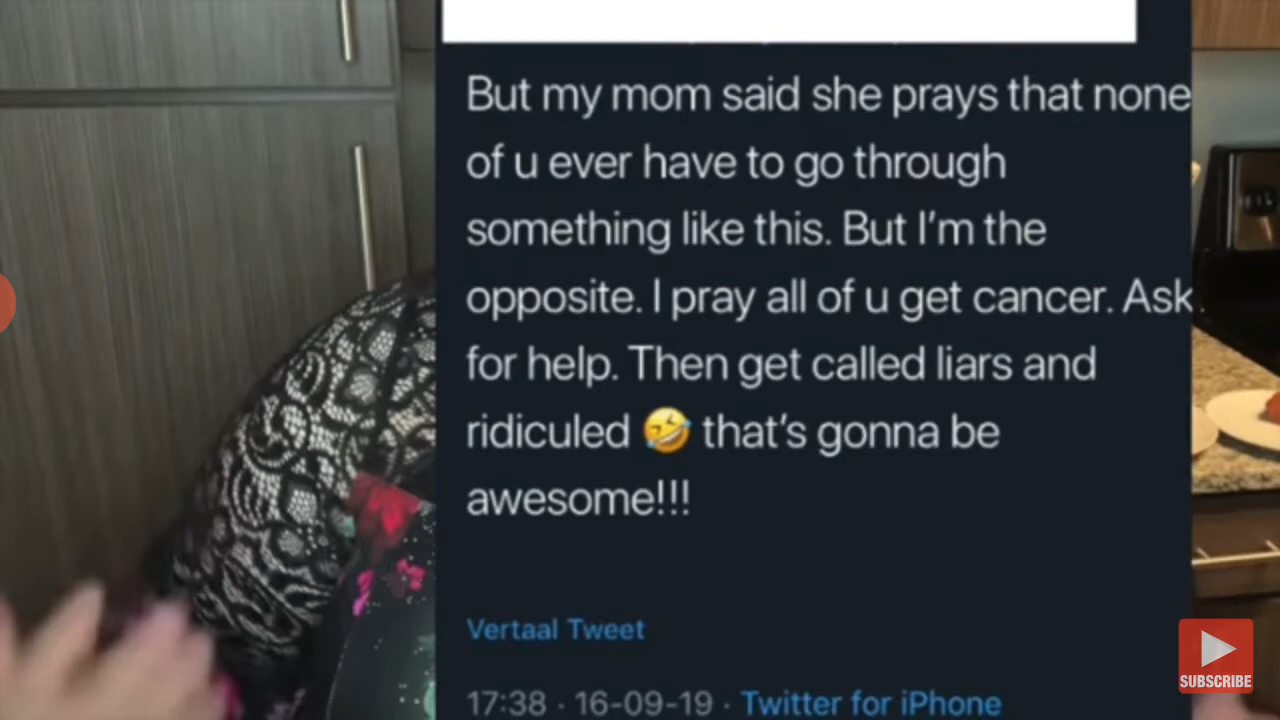 But my mom said she prays that none
of u ever have to go through
something like this. But I'm the
opposite. I pray all of u get cancer. Ask
for help. Then get called liars and
ridiculed 🤣 that's gonna be
awesome!!!
Vertaal Tweet
17:38 · 16-09-19 · Twitter for iPhone
SUBSCRIBE